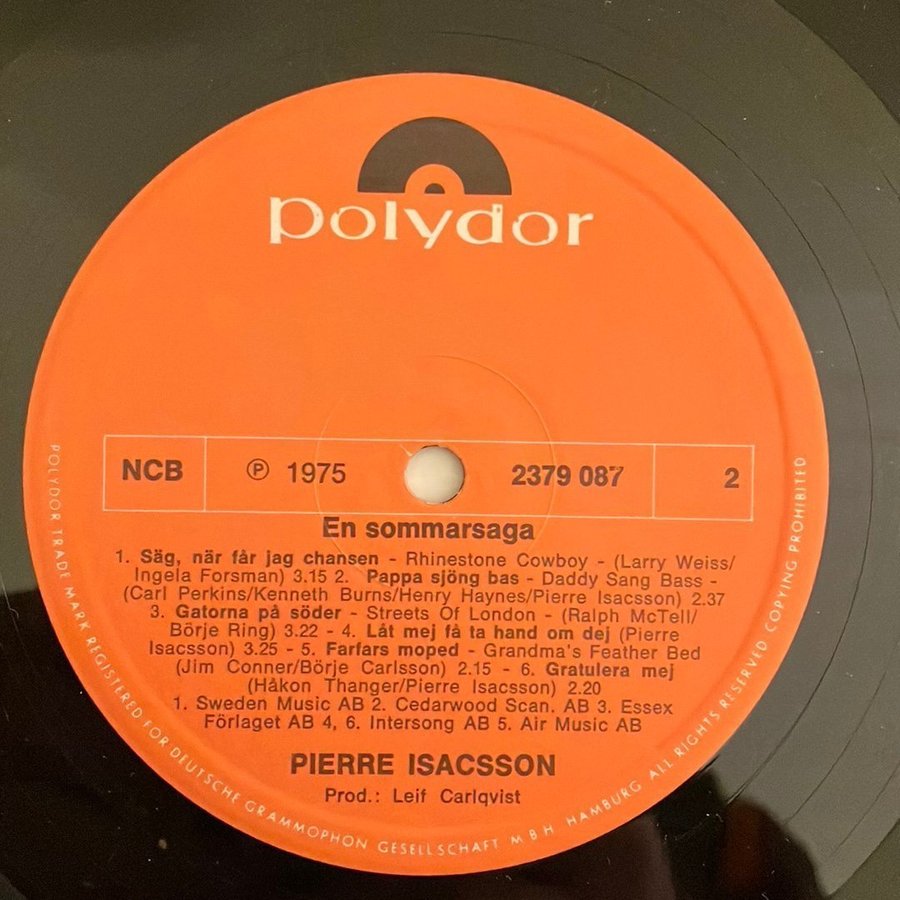 polydor
NCB ℗ 1975 2379 087 2
En sommarsaga
1. Säg, när får jag chansen - Rhinestone Cowboy - (Larry Weiss/
Ingela Forsman) 3.15 2. Pappa sjöng bas - Daddy Sang Bass -
(Carl Perkins/Kenneth Burns/Henry Haynes/Pierre Isacsson) 2.37
3. Gatorna på söder - Streets Of London - (Ralph McTell/
Börje Ring) 3.22 - 4. Låt mej få ta hand om dej (Pierre
Isacsson) 3.25 - 5. Farfars moped - Grandma's Feather Bed
(Jim Conner/Börje Carlsson) 2.15 - 6. Gratulera mej
(Håkon Thanger/Pierre Isacsson) 2.20
1. Sweden Music AB 2. Cedarwood Scan. AB 3. Essex
Förlaget AB 4, 6. Intersong AB 5. Air Music AB
PIERRE ISACSSON
Prod.: Leif Carlqvist
POLYDOR TRADE MARK REGISTERED FOR DEUTSCHE GRAMMOPHON GESELLSCHAFT MBH HAMBURG ALL RIGHTS RESERVED COPYING PROHIBITED